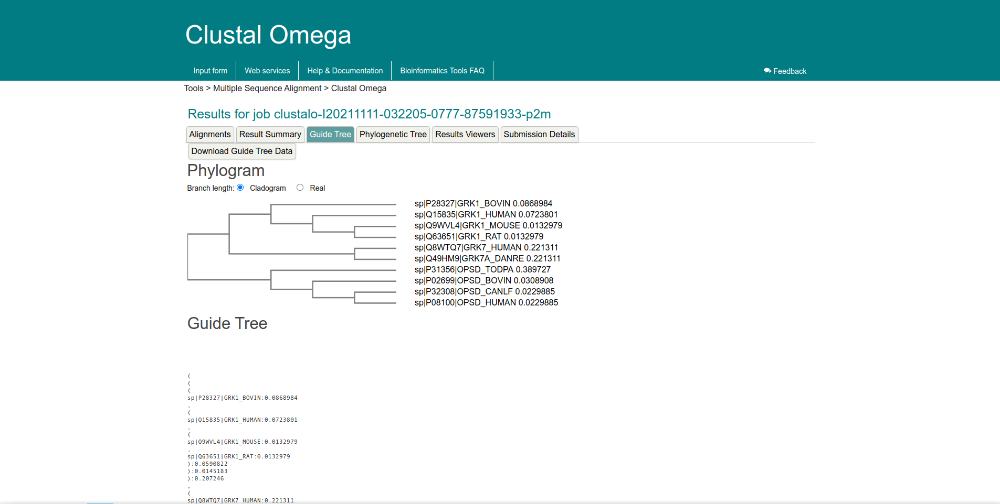 Clustal Omega
Input form
Web services
Help & Documentation
Bioinformatics Tools FAQ
Feedback
Tools > Multiple Sequence Alignment > Clustal Omega
Results for job clustalo-I20211111-032205-0777-87591933-p2m
Alignments
Result Summary
Guide Tree
Phylogenetic Tree
Results Viewers
Submission Details
Download Guide Tree Data
Phylogram
Branch length: Cladogram Real
sp|P28327|GRK1_BOVIN 0.0868984
sp|Q15835|GRK1_HUMAN 0.0723801
sp|Q9WVL4|GRK1_MOUSE 0.0132979
sp|Q63651|GRK1_RAT 0.0132979
sp|Q8WTQ7|GRK7_HUMAN 0.221311
sp|Q49HM9|GRK7A_DANRE 0.221311
sp|P31356|OPSD_TODPA 0.389727
sp|P02699|OPSD_BOVIN 0.0308908
sp|P32308|OPSD_CANLF 0.0229885
sp|P08100|OPSD_HUMAN 0.0229885
Guide Tree
(
(
(
sp|P28327|GRK1_BOVIN:0.0868984
,
(
sp|Q15835|GRK1_HUMAN:0.0723801
,
(
sp|Q9WVL4|GRK1_MOUSE:0.0132979
,
sp|Q63651|GRK1_RAT:0.0132979
):0.0590822
):0.0145183
):0.207246
,
(
sp|Q8WTQ7|GRK7_HUMAN:0.221311